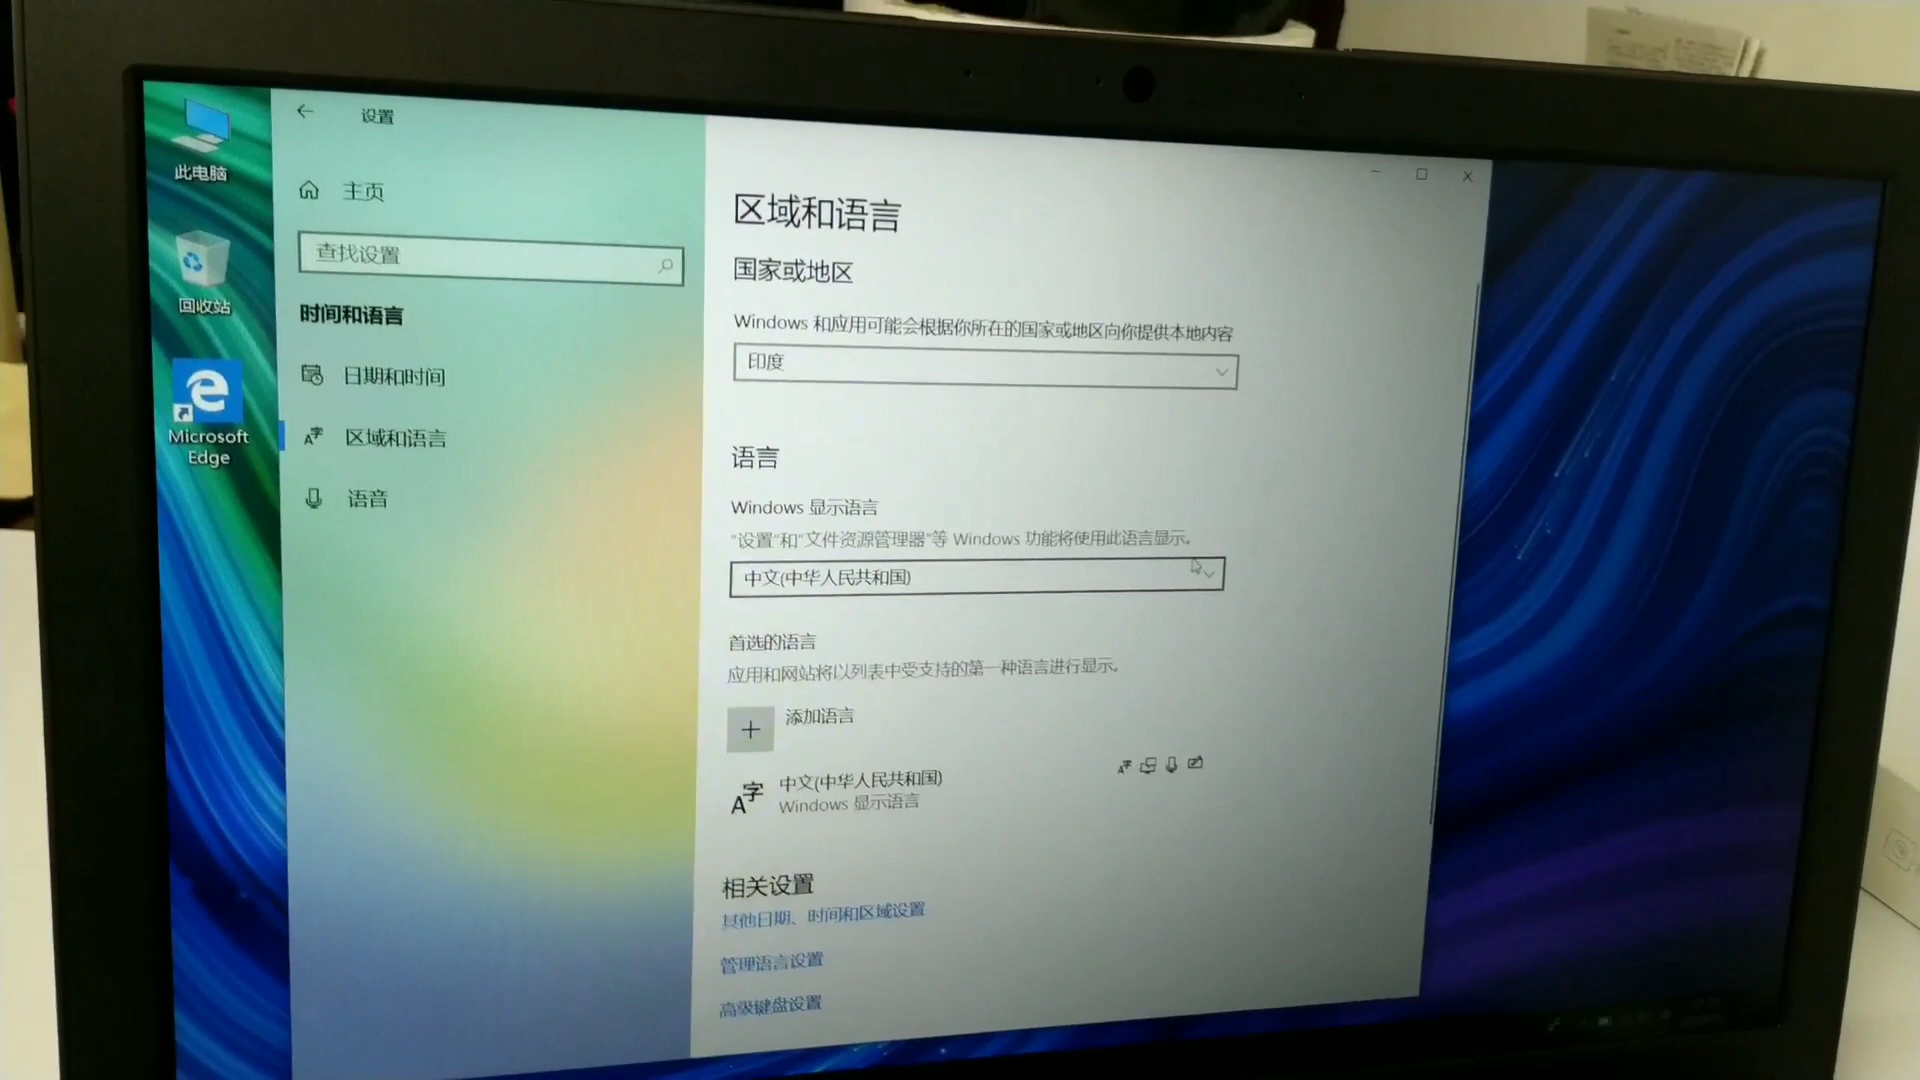 此电脑
回收站
Microsoft
Edge
设置
主页
查找设置
时间和语言
日期和时间
区域和语言
语音
区域和语言
国家或地区
Windows 和应用可能会根据你所在的国家或地区向你提供本地内容
印度
语言
Windows 显示语言
"设置"和"文件资源管理器"等 Windows 功能将使用此语言显示。
中文(中华人民共和国)
首选的语言
应用和网站将以列表中受支持的第一种语言进行显示。
添加语言
A字
中文(中华人民共和国)
Windows 显示语言
相关设置
其他日期、时间和区域设置
管理语言设置
高级键盘设置